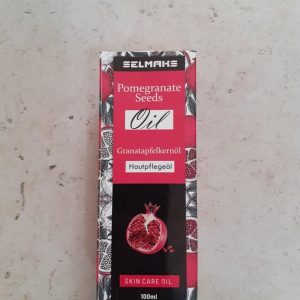 SELMAKS
Pomegranate
Seeds
Oil
Granatapfelkernöl
Hautpflegeöl
SKIN CARE OIL
100ml